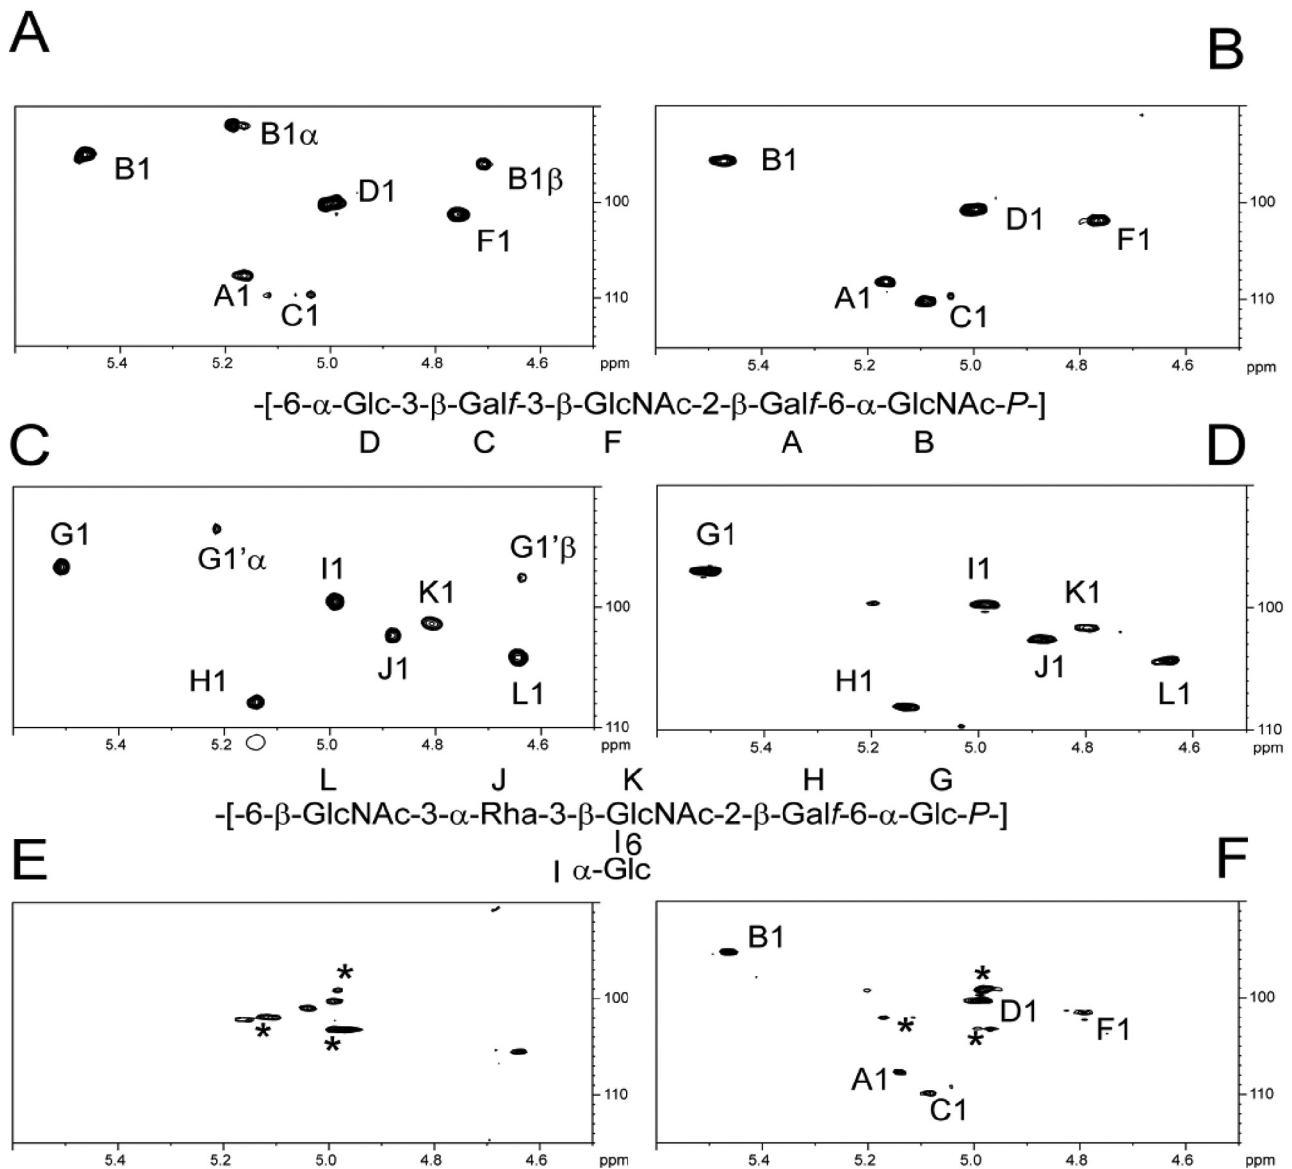 A
B
B1α
B1
D1
B1β
F1
A1
C1
100
110
5.4 5.2 5.0 4.8 4.6 ppm
B1
D1
F1
A1
C1
100
110
5.4 5.2 5.0 4.8 4.6 ppm
-[-6-α-Glc-3-β-Galf-3-β-GlcNAc-2-β-Galf-6-α-GlcNAc-P-]
D C F A B
C
D
G1
G1'α
G1'β
I1
K1
J1
H1
L1
100
110
5.4 5.2 5.0 4.8 4.6 ppm
G1
I1
K1
J1
H1
L1
100
110
5.4 5.2 5.0 4.8 4.6 ppm
L J K H G
-[-6-β-GlcNAc-3-α-Rha-3-β-GlcNAc-2-β-Galf-6-α-Glc-P-]
|6
I α-Glc
E
F
*
*
*
100
110
5.4 5.2 5.0 4.8 4.6 ppm
B1
*
D1
*
*
F1
A1
C1
100
110
5.4 5.2 5.0 4.8 4.6 ppm